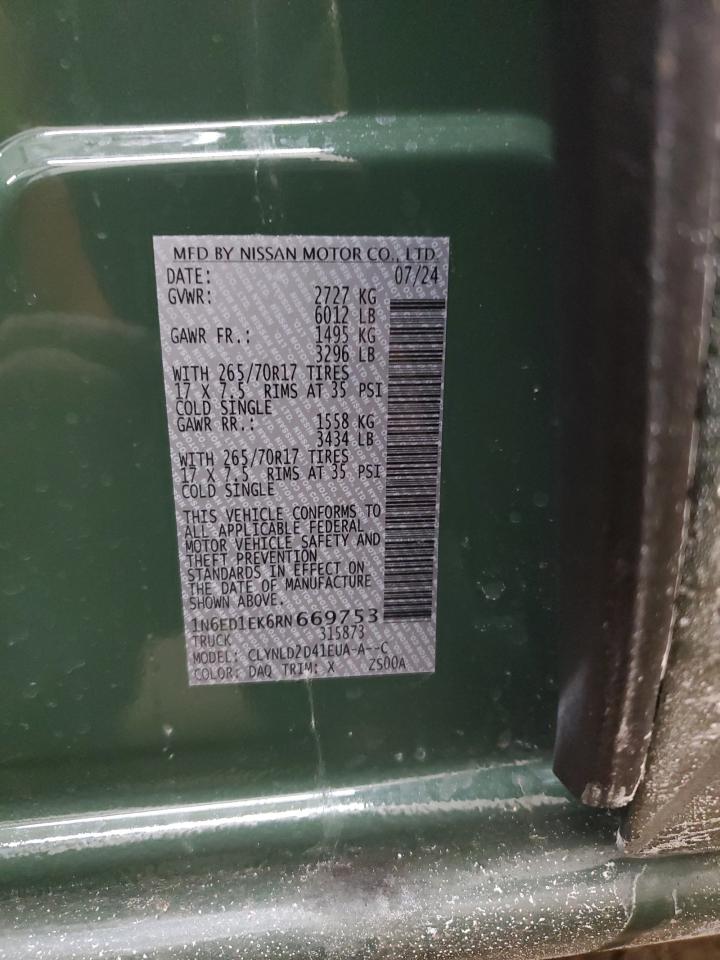 MFD BY NISSAN MOTOR CO., LTD.
DATE: 07/24
GVWR: 2727 KG
6012 LB
GAWR FR.: 1495 KG
3296 LB
WITH 265/70R17 TIRES
17 X 7.5 RIMS AT 35 PSI
COLD SINGLE
GAWR RR.: 1558 KG
3434 LB
WITH 265/70R17 TIRES
17 X 7.5 RIMS AT 35 PSI
COLD SINGLE
THIS VEHICLE CONFORMS TO
ALL APPLICABLE FEDERAL
MOTOR VEHICLE SAFETY AND
THEFT PREVENTION
STANDARDS IN EFFECT ON
THE DATE OF MANUFACTURE
SHOWN ABOVE.
1N6ED1EK6RN669753
TRUCK 315873
MODEL: CLYNLD2D41EUA-A--C
COLOR: DAQ TRIM: X ZS00A